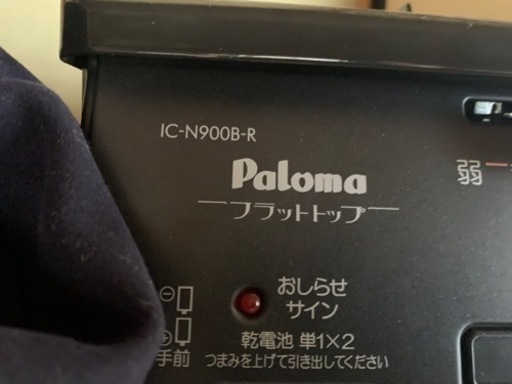 IC-N900B-R
Paloma
フラットトップ
弱
おしらせ
サイン
乾電池 単1×2
手前
つまみを上げて引き出してください